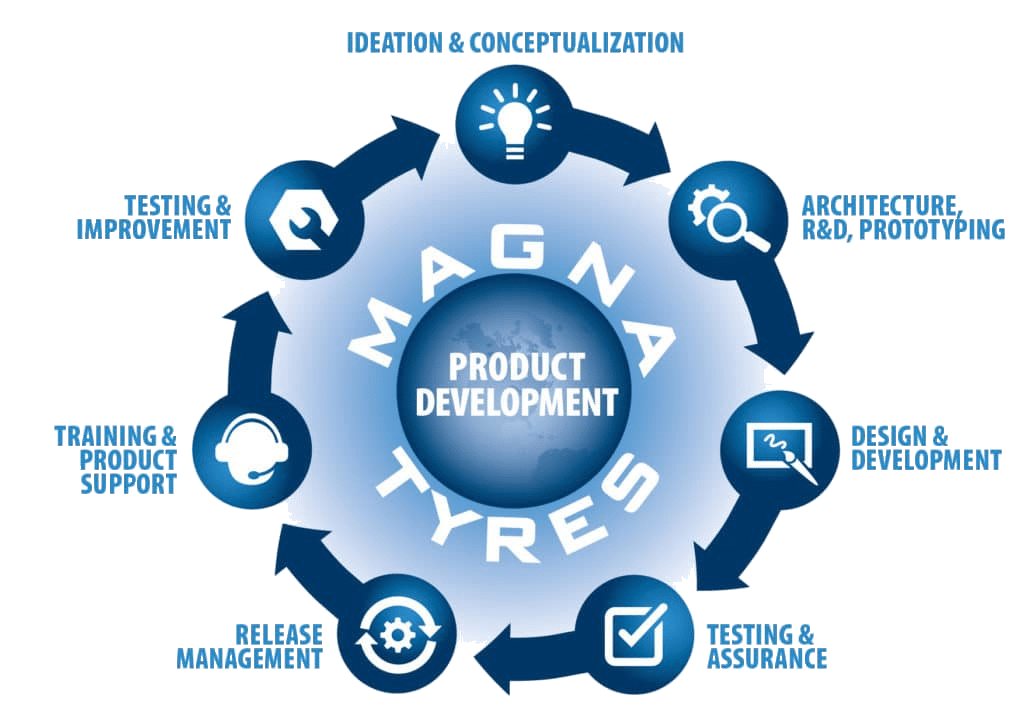 IDEATION & CONCEPTUALIZATION
ARCHITECTURE,
R&D, PROTOTYPING
DESIGN &
DEVELOPMENT
TESTING &
ASSURANCE
RELEASE
MANAGEMENT
TRAINING &
PRODUCT
SUPPORT
TESTING &
IMPROVEMENT
MAGNA
PRODUCT
DEVELOPMENT
TYRES